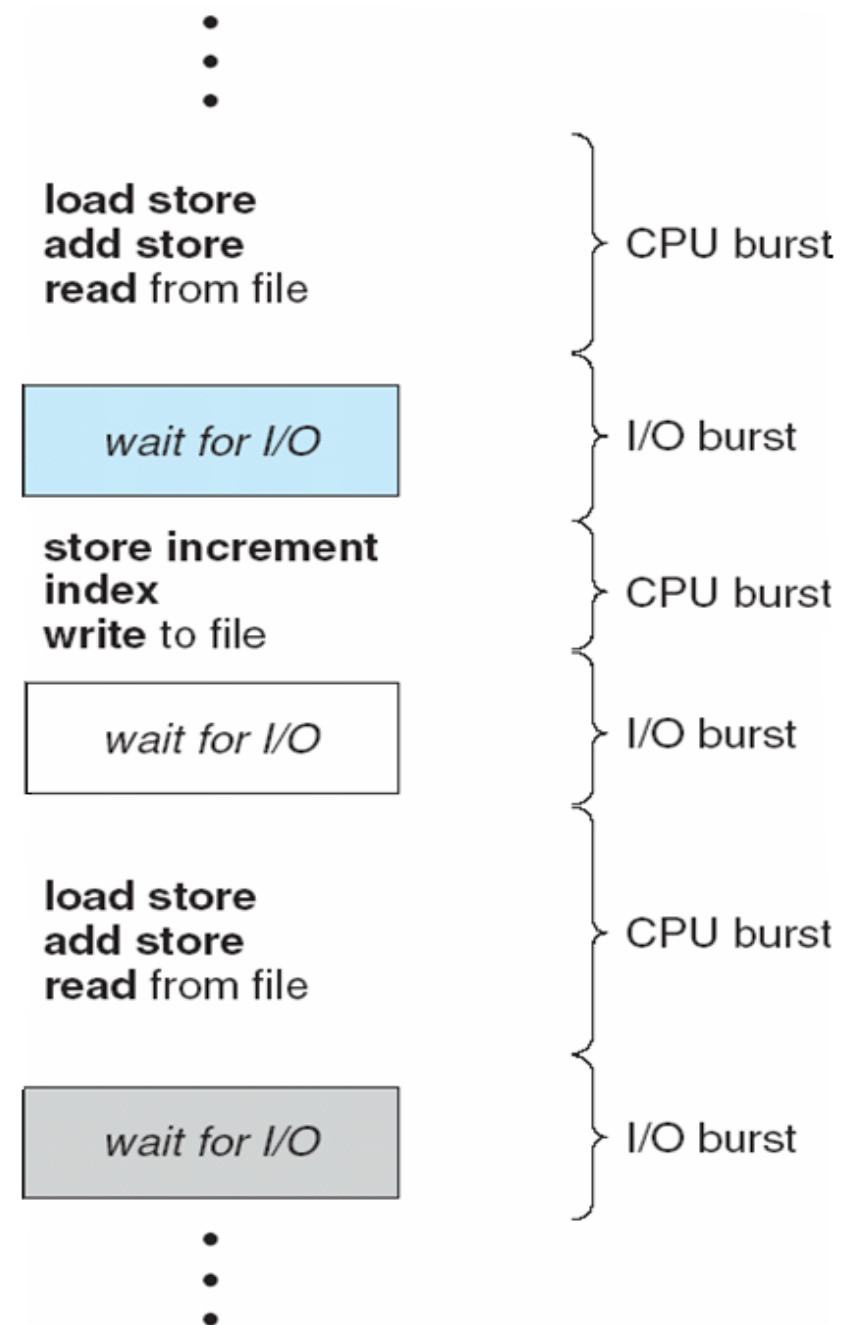 load store
add store
read from file
CPU burst
wait for I/O
I/O burst
store increment
index
write to file
CPU burst
wait for I/O
I/O burst
load store
add store
read from file
CPU burst
wait for I/O
I/O burst